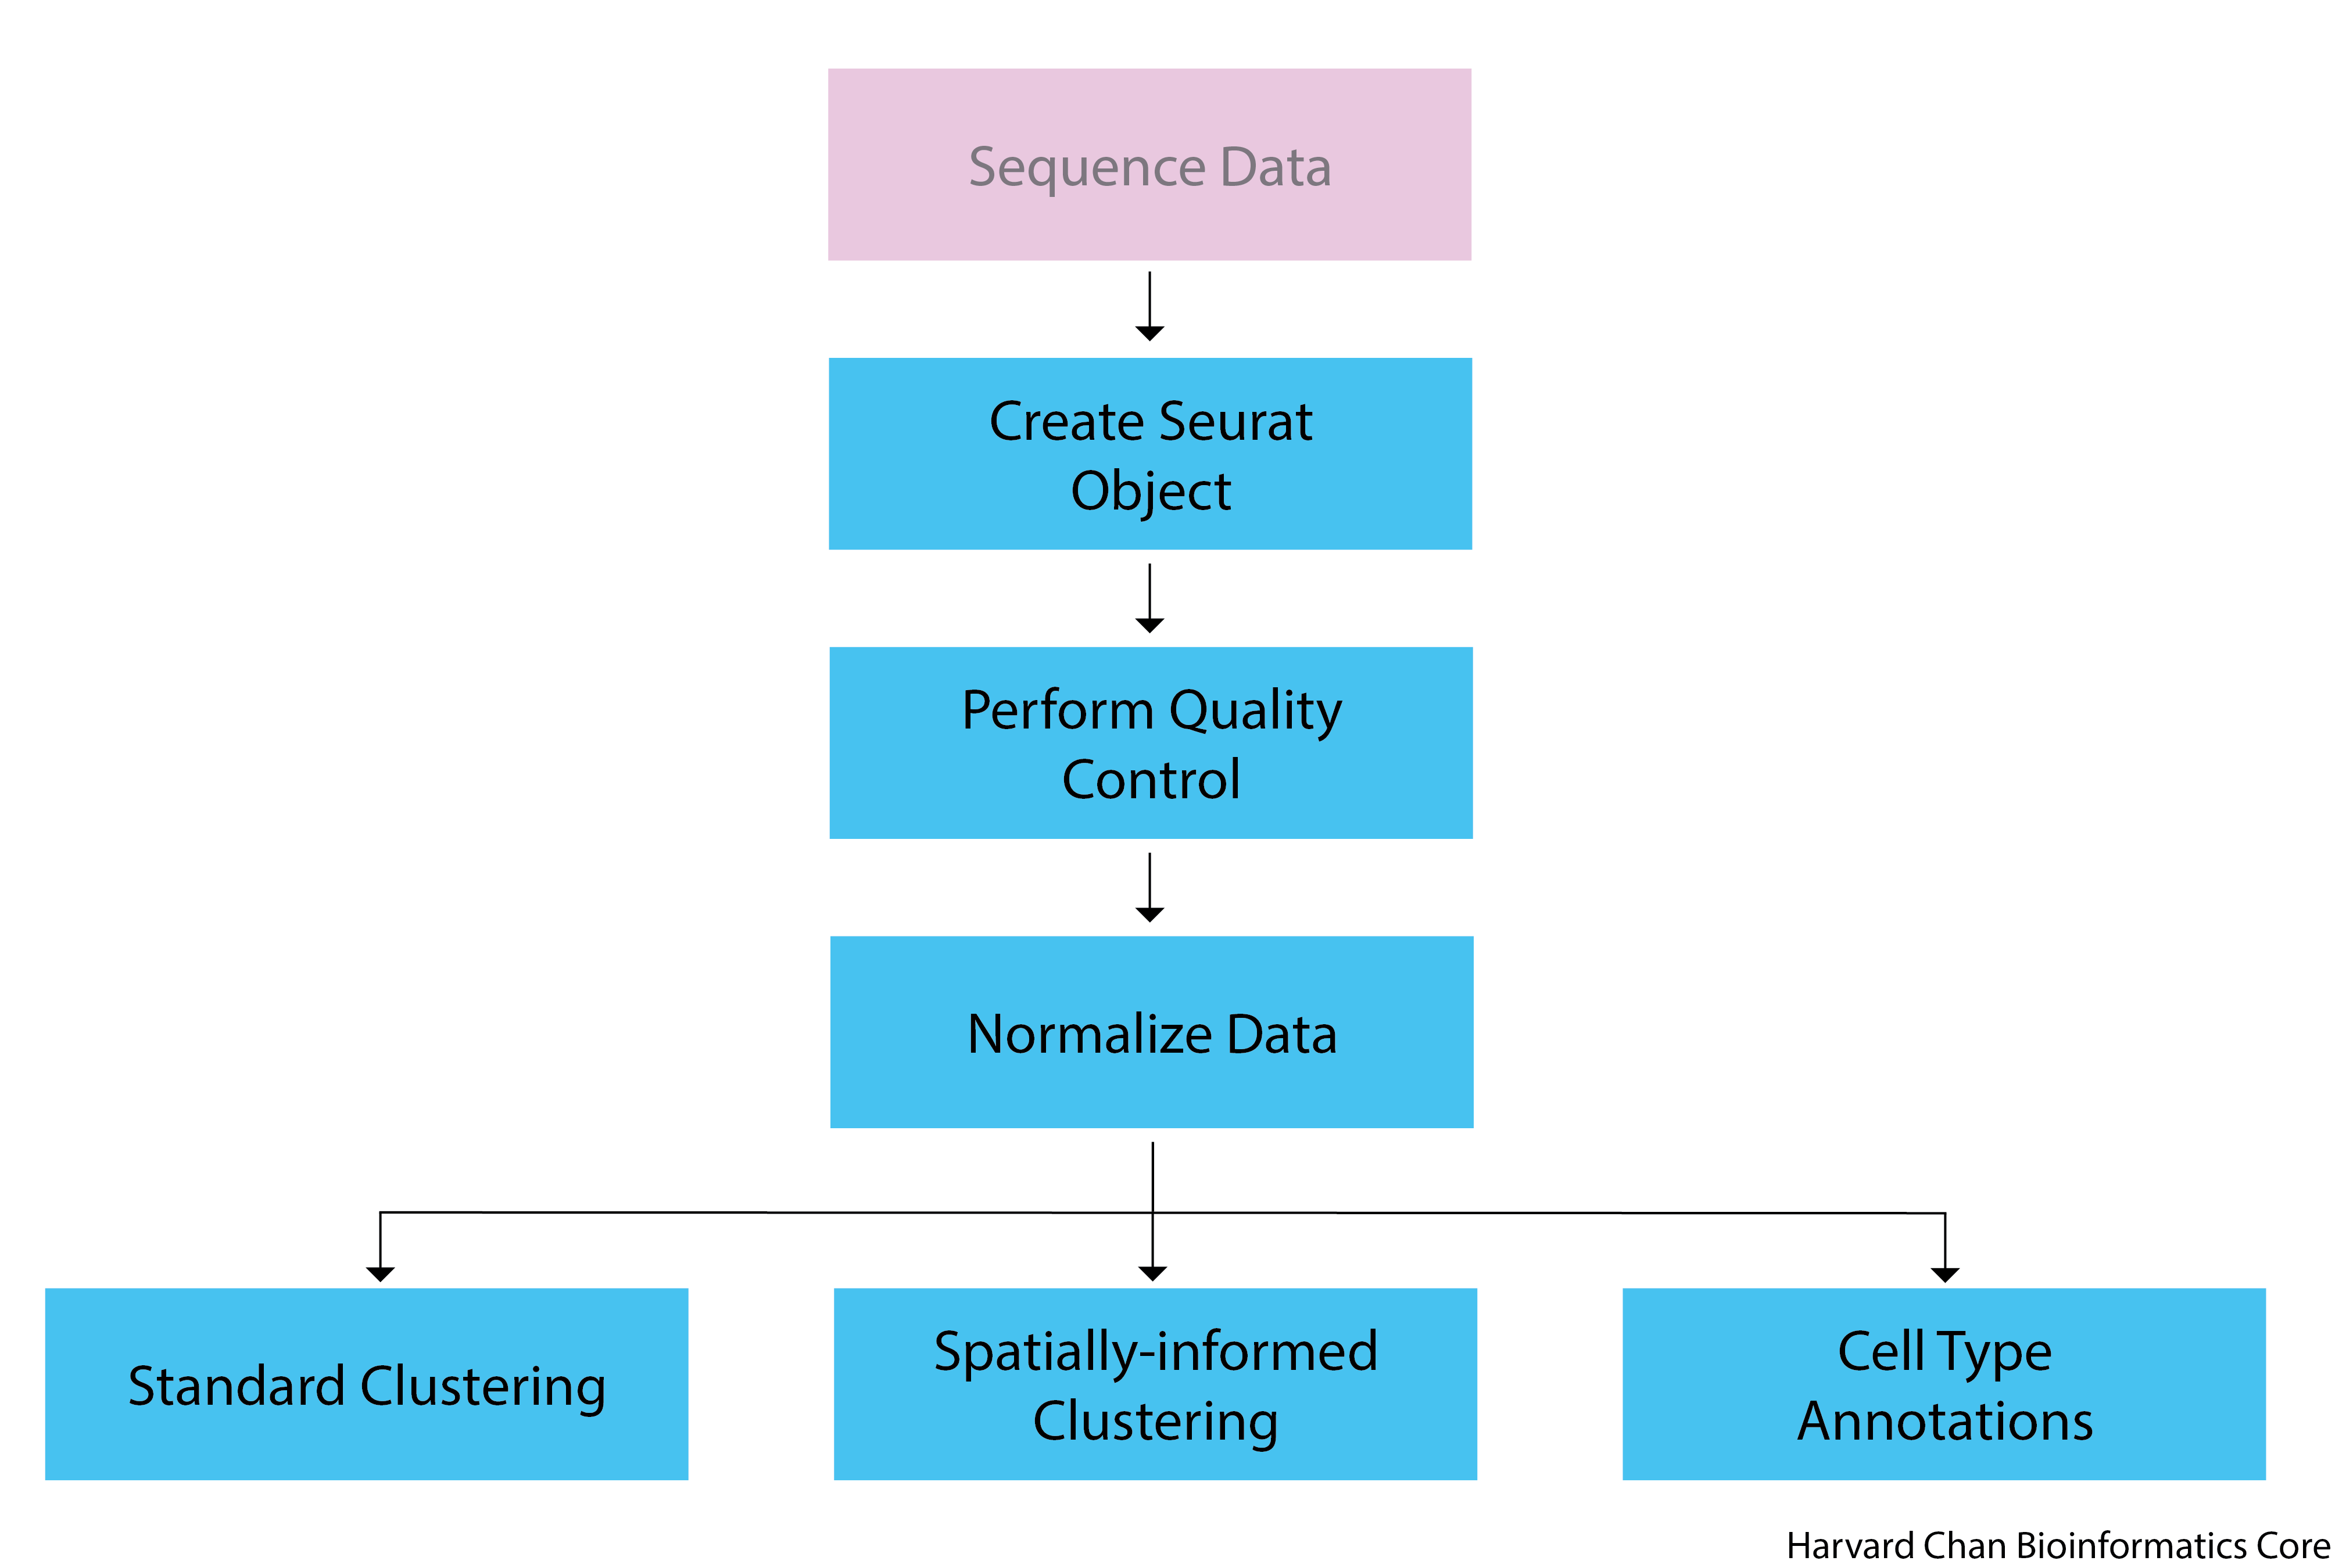 Sequence Data
Create Seurat
Object
Perform Quality
Control
Normalize Data
Standard Clustering
Spatially-informed
Clustering
Cell Type
Annotations
Harvard Chan Bioinformatics Core